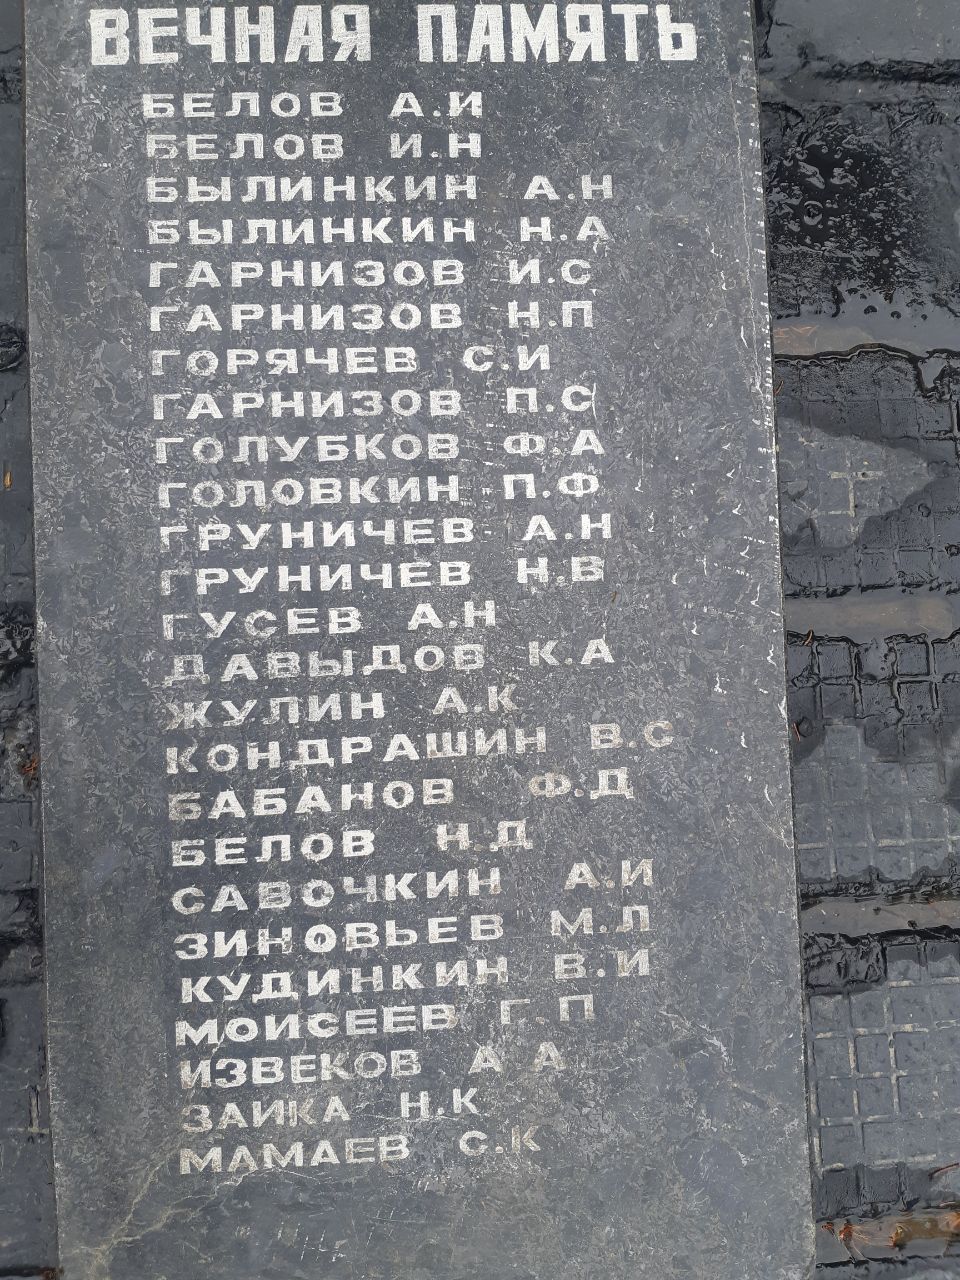 ВЕЧНАЯ ПАМЯТЬ
БЕЛОВ А.И
БЕЛОВ И.Н
БЫЛИНКИН А.Н
БЫЛИНКИН Н.А
ГАРНИЗОВ И.С
ГАРНИЗОВ Н.П
ГОРЯЧЕВ С.И
ГАРНИЗОВ П.С
ГОЛУБКОВ Ф.А
ГОЛОВКИН П.Ф
ГРУНИЧЕВ А.Н
ГРУНИЧЕВ Н.В
ГУСЕВ А.Н
ДАВЫДОВ К.А
ЖУЛИН А.К
КОНДРАШИН В.С
БАБАНОВ Ф.Д
БЕЛОВ Н.Д
САВОЧКИН А.И
ЗИНОВЬЕВ М.Л
КУДИНКИН В.И
МОИСЕЕВ Г.П
ИЗВЕКОВ А А
ЗАИКА Н.К
МАМАЕВ С.К